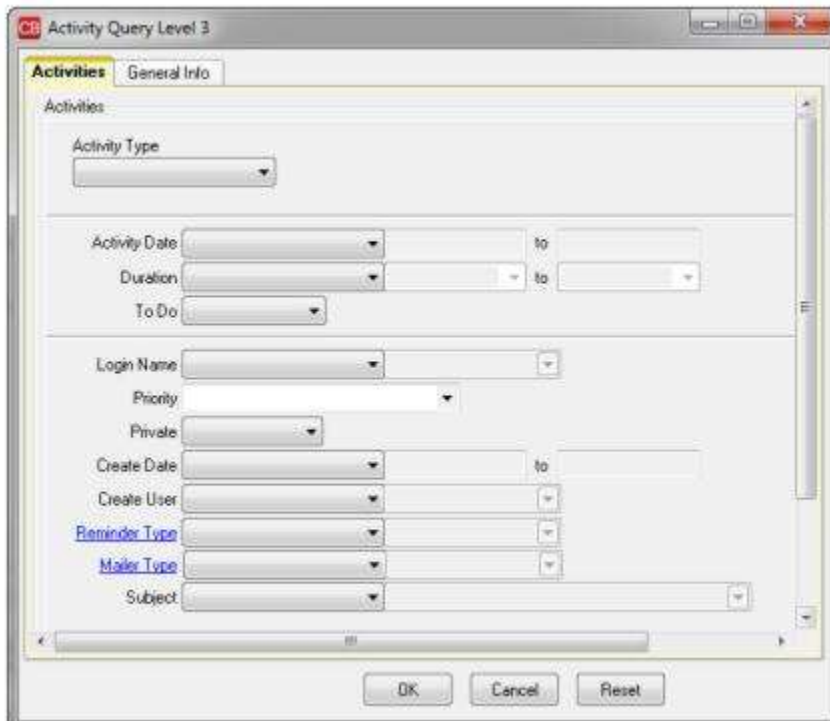 CB Activity Query Level 3
Activities General Info
Activities
Activity Type
Activity Date to
Duration to
To Do
Login Name
Priority
Private
Create Date to
Create User
Reminder Type
Mailer Type
Subject
OK Cancel Reset